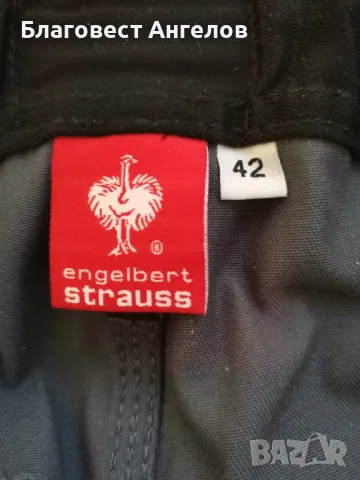 Благовест Ангелов
42
®
engelbert
strauss
BAZAR